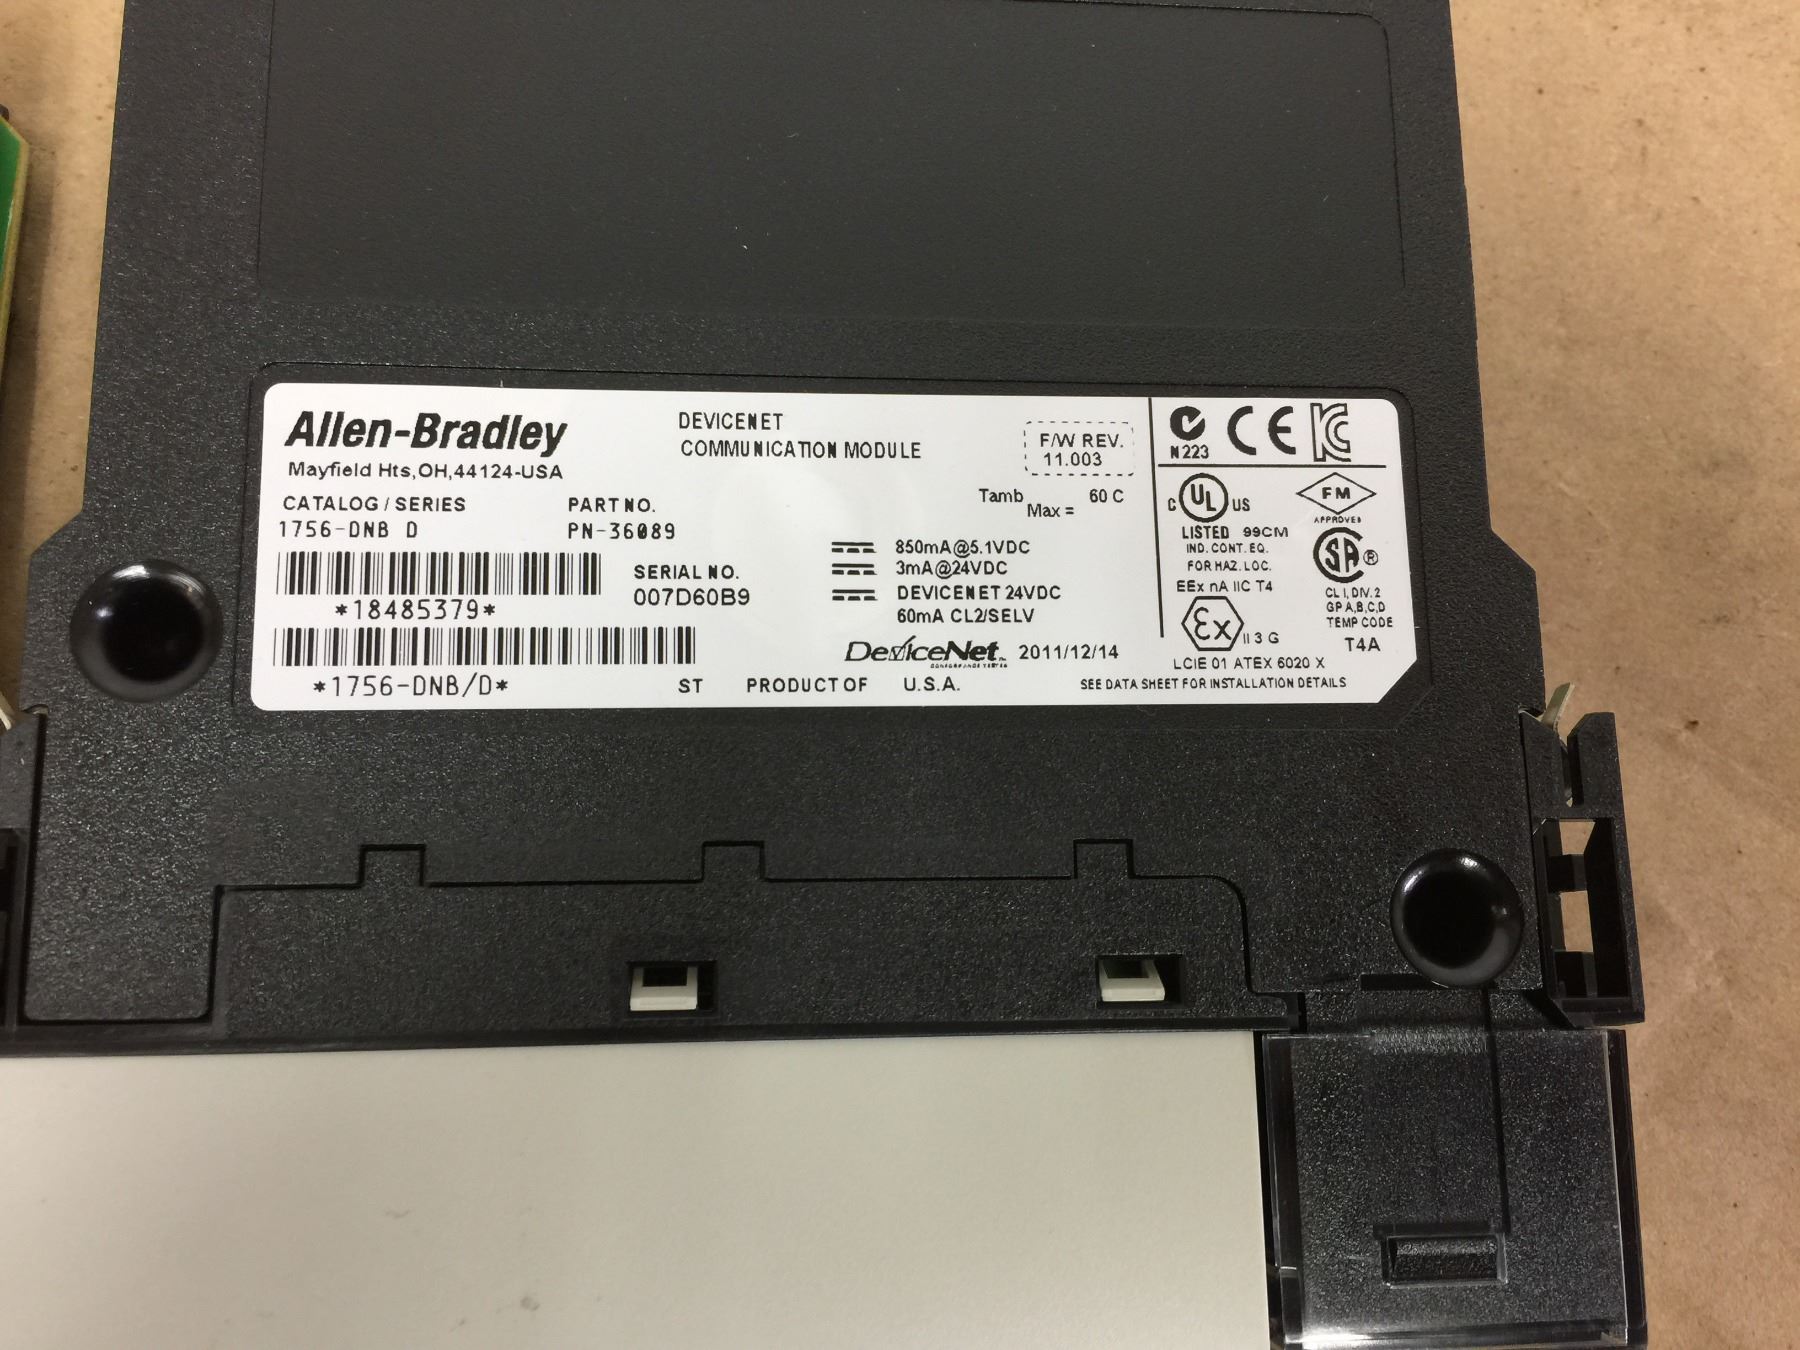 Allen-Bradley
Mayfield Hts,OH,44124-USA
DEVICENET
COMMUNICATION MODULE
F/W REV.
11.003
CATALOG / SERIES
1756-DNB D
PART NO.
PN-36089
Tamb
Max =
60 C
*18485379*
SERIAL NO.
007D60B9
850mA@5.1VDC
3mA@24VDC
DEVICENET 24VDC
60mA CL2/SELV
DeviceNet 2011/12/14
*1756-DNB/D*
ST PRODUCT OF U.S.A.
N223
CE
KC
C UL US
LISTED 99CM
IND. CONT. EQ.
FOR HAZ. LOC.
FM
APPROVED
SA ®
CL I, DIV. 2
GP A,B,C,D
TEMP CODE
T4A
EEx nA IIC T4
Ex II 3 G
LCIE 01 ATEX 6020 X
SEE DATA SHEET FOR INSTALLATION DETAILS